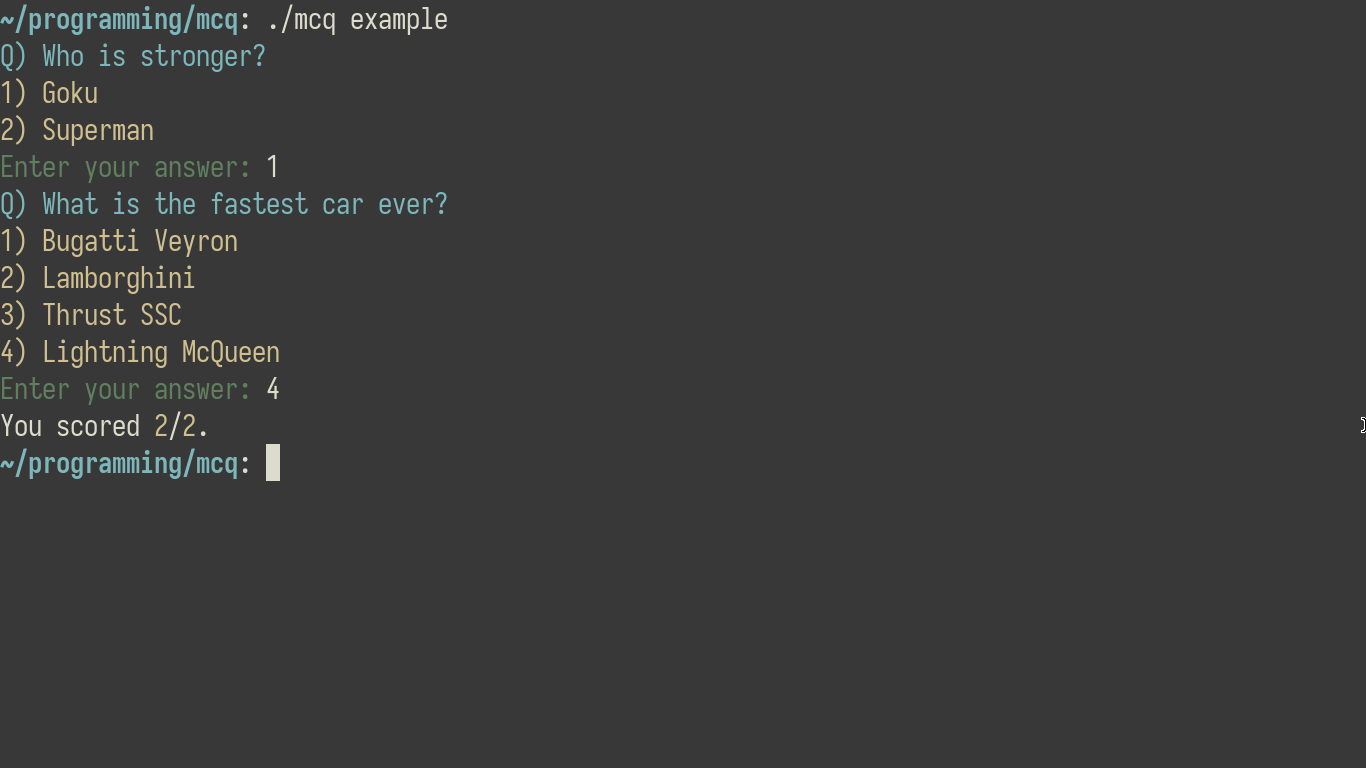 ~/programming/mcq: ./mcq example
Q) Who is stronger?
1) Goku
2) Superman
Enter your answer: 1
Q) What is the fastest car ever?
1) Bugatti Veyron
2) Lamborghini
3) Thrust SSC
4) Lightning McQueen
Enter your answer: 4
You scored 2/2.
~/programming/mcq: